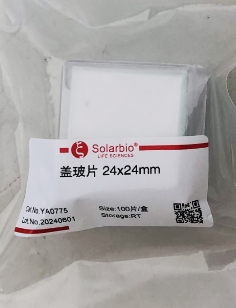 Solarbio®
LIFE SCIENCES
盖玻片 24x24mm
Cat.No.YA0775
Size:100片/盒
Lot.No.20240601
Storage:RT